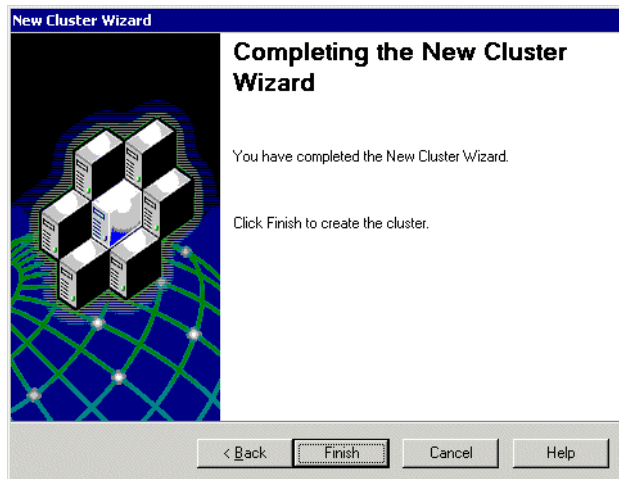 New Cluster Wizard
Completing the New Cluster
Wizard
You have completed the New Cluster Wizard.
Click Finish to create the cluster.
< Back
Finish
Cancel
Help